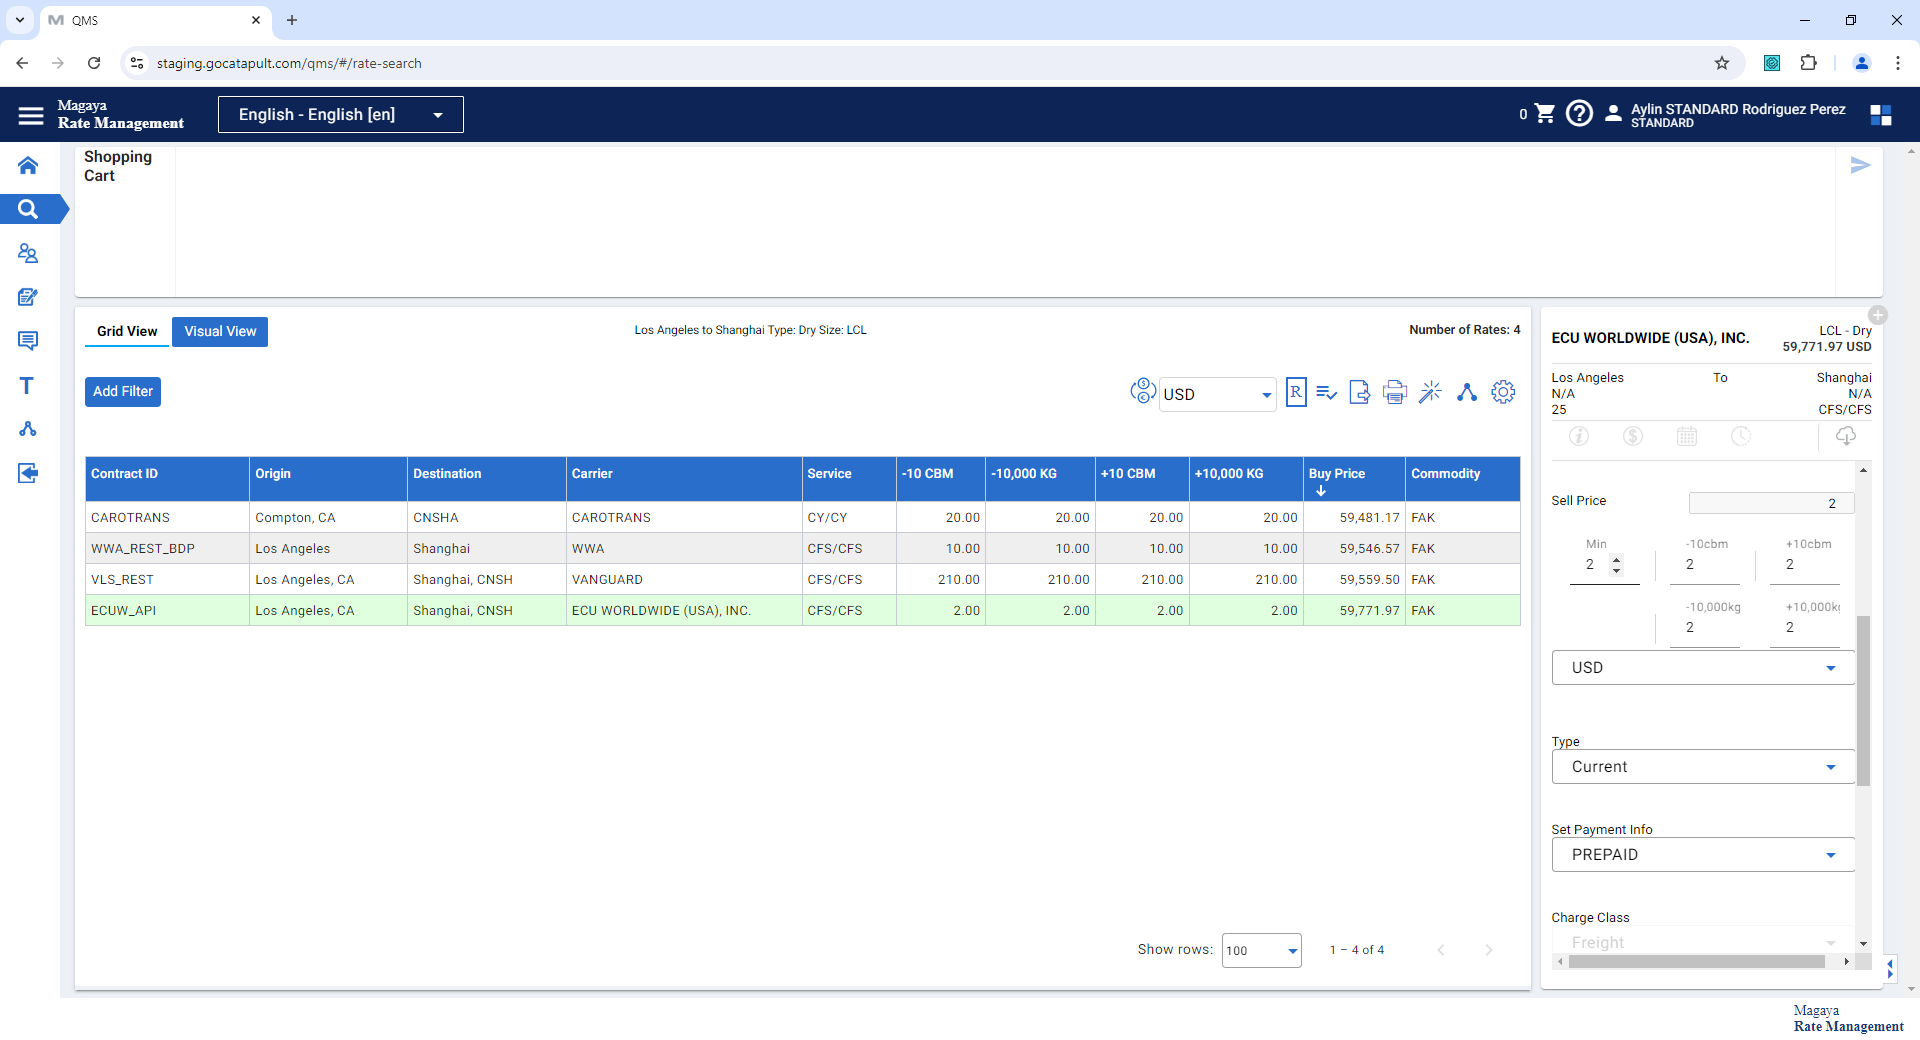 QMS
staging.gocatapult.com/qms/#/rate-search
Magaya
Rate Management
English - English [en]
0
Aylin STANDARD Rodriguez Perez
STANDARD
Shopping
Cart
Grid View
Visual View
Los Angeles to Shanghai Type: Dry Size: LCL
Number of Rates: 4
Add Filter
USD
R
Contract ID Origin Destination Carrier Service -10 CBM -10,000 KG +10 CBM +10,000 KG Buy Price Commodity
CAROTRANS Compton, CA CNSHA CAROTRANS CY/CY 20.00 20.00 20.00 20.00 59,481.17 FAK
WWA_REST_BDP Los Angeles Shanghai WWA CFS/CFS 10.00 10.00 10.00 10.00 59,546.57 FAK
VLS_REST Los Angeles, CA Shanghai, CNSH VANGUARD CFS/CFS 210.00 210.00 210.00 210.00 59,559.50 FAK
ECUW_API Los Angeles, CA Shanghai, CNSH ECU WORLDWIDE (USA), INC. CFS/CFS 2.00 2.00 2.00 2.00 59,771.97 FAK
Show rows: 100 1 – 4 of 4
ECU WORLDWIDE (USA), INC.
LCL - Dry
59,771.97 USD
Los Angeles To Shanghai
N/A N/A
25 CFS/CFS
Sell Price 2
Min -10cbm +10cbm
2 2 2
-10,000kg +10,000kg
2 2
USD
Type
Current
Set Payment Info
PREPAID
Charge Class
Freight
Magaya
Rate Management
T